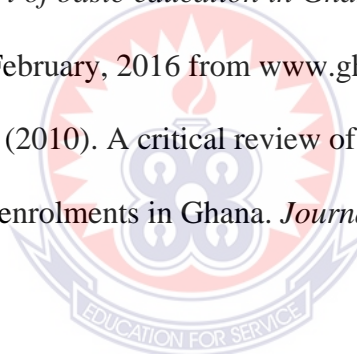 of basic education in Gha
February, 2016 from www.gh
(2010). A critical review of
enrolments in Ghana. Journa
EDUCATION FOR SERVICE